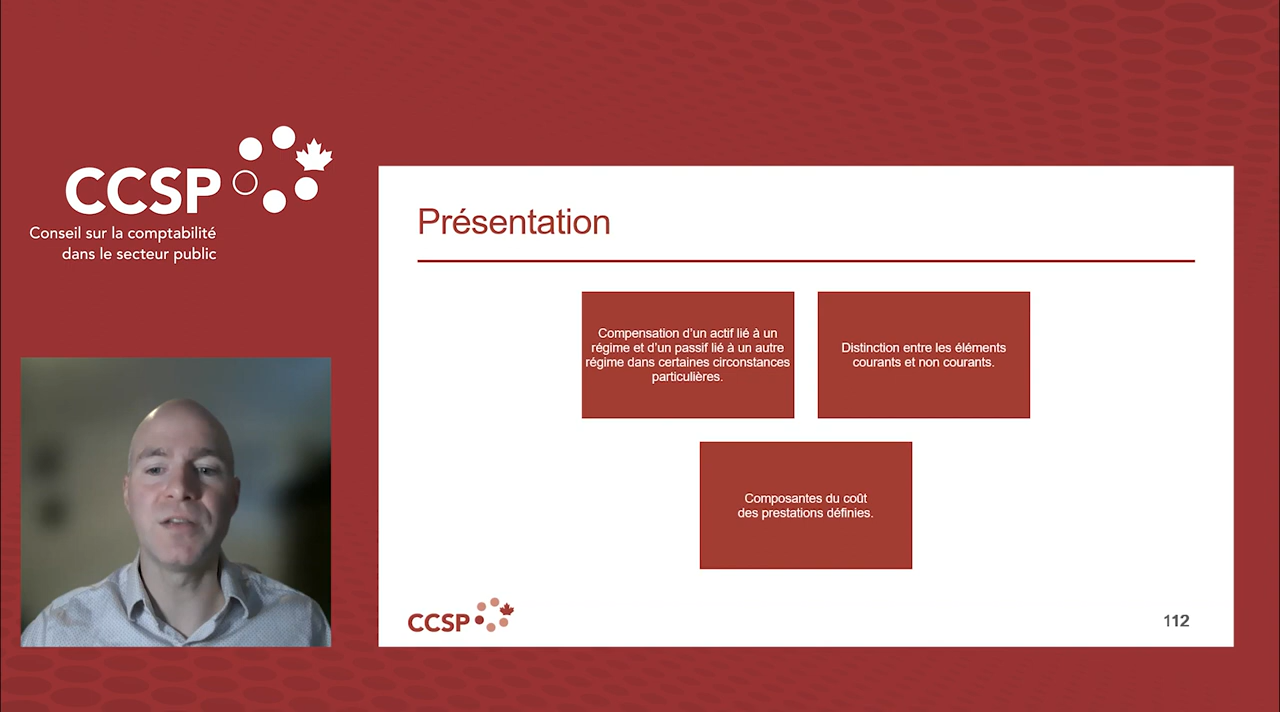 CCSP
Conseil sur la comptabilité
dans le secteur public
Présentation
Compensation d’un actif lié à un
régime et d’un passif lié à un autre
régime dans certaines circonstances
particulières.
Distinction entre les éléments
courants et non courants.
Composantes du coût
des prestations définies.
CCSP
112